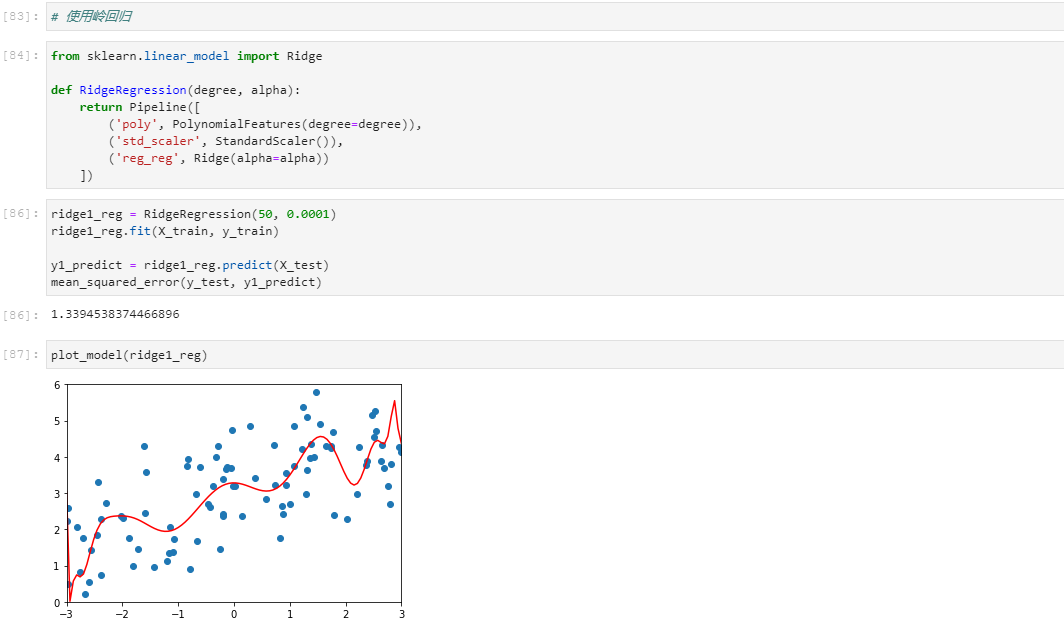 [83]: # 使用岭回归
[84]: from sklearn.linear_model import Ridge
def RidgeRegression(degree, alpha):
    return Pipeline([
        ('poly', PolynomialFeatures(degree=degree)),
        ('std_scaler', StandardScaler()),
        ('reg_reg', Ridge(alpha=alpha))
    ])
[86]: ridge1_reg = RidgeRegression(50, 0.0001)
ridge1_reg.fit(X_train, y_train)
y1_predict = ridge1_reg.predict(X_test)
mean_squared_error(y_test, y1_predict)
[86]: 1.3394538374466896
[87]: plot_model(ridge1_reg)
6
5
4
3
2
1
0
−3 −2 −1 0 1 2 3